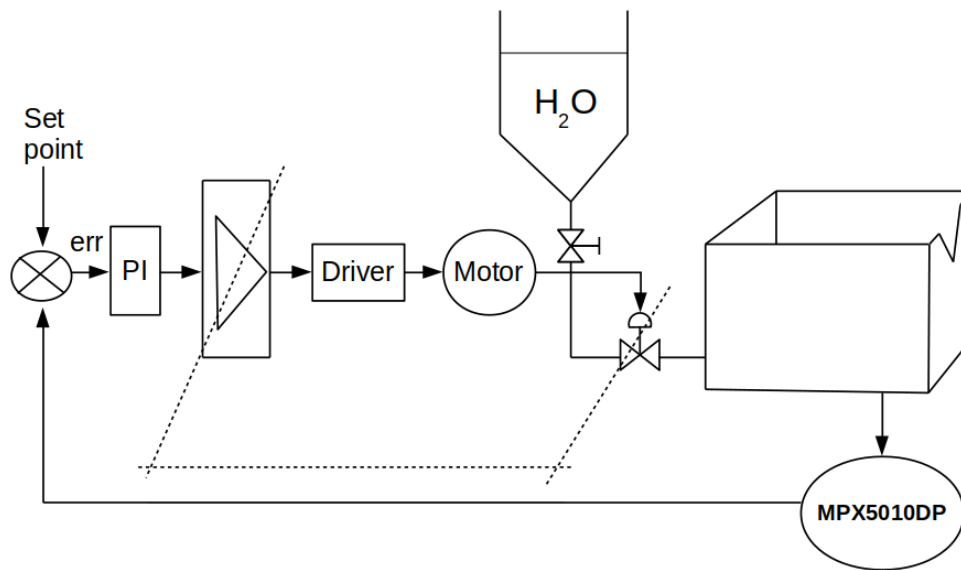 H₂O
Set
point
err
PI
Driver
Motor
MPX5010DP